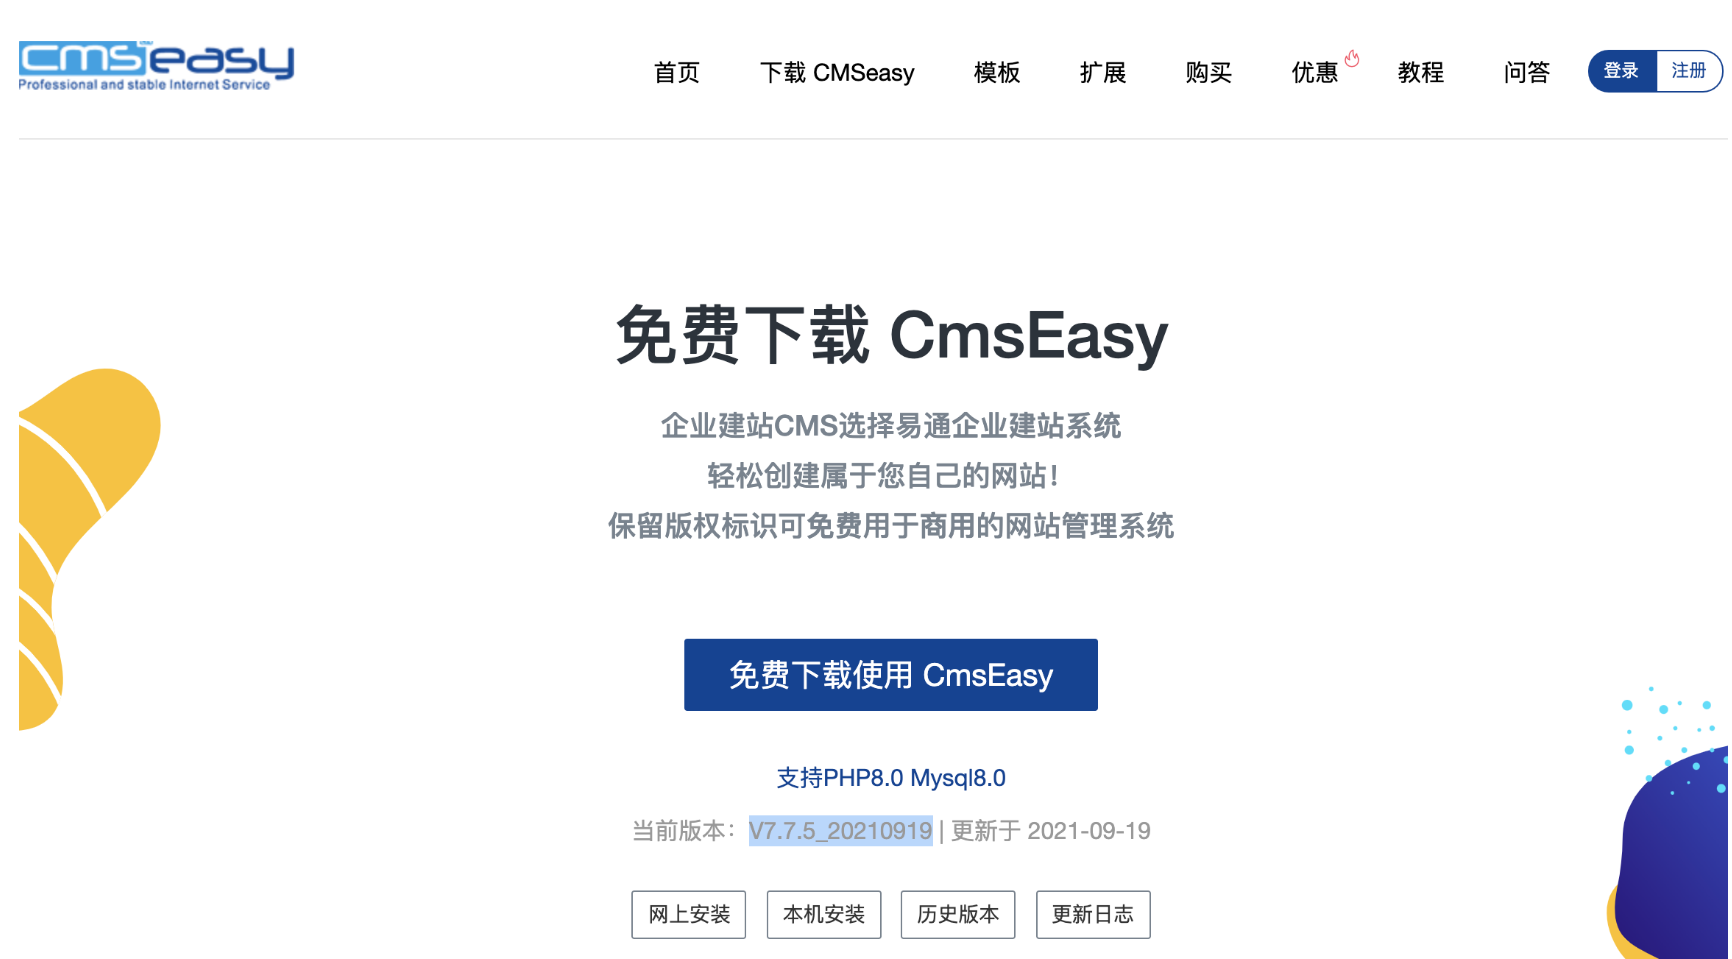 cmseasy
Professional and stable Internet Service
首页 下载 CMSeasy 模板 扩展 购买 优惠 教程 问答 登录 注册
免费下载 CmsEasy
企业建站CMS选择易通企业建站系统
轻松创建属于您自己的网站！
保留版权标识可免费用于商用的网站管理系统
免费下载使用 CmsEasy
支持PHP8.0 Mysql8.0
当前版本：V7.7.5_20210919 | 更新于 2021-09-19
网上安装 本机安装 历史版本 更新日志